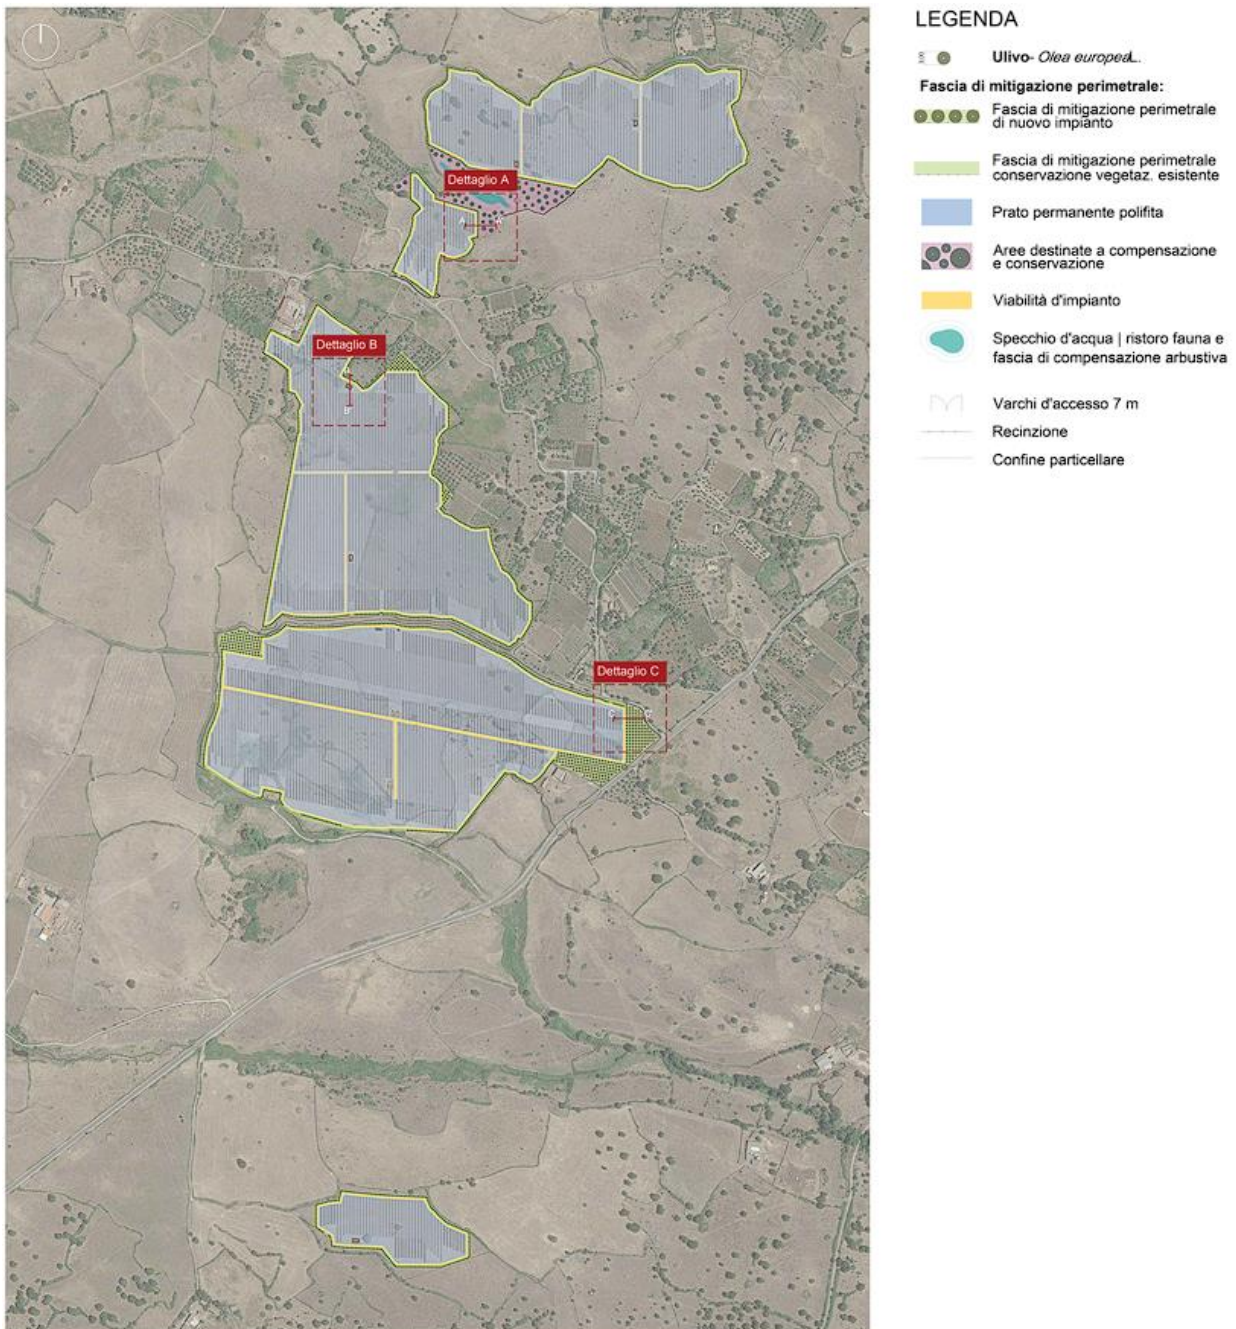 LEGENDA
Ulivo- Olea europeaL.
Fascia di mitigazione perimetrale:
Fascia di mitigazione perimetrale
di nuovo impianto
Fascia di mitigazione perimetrale
conservazione vegetaz. esistente
Prato permanente polifita
Aree destinate a compensazione
e conservazione
Viabilità d'impianto
Specchio d'acqua | ristoro fauna e
fascia di compensazione arbustiva
Varchi d'accesso 7 m
Recinzione
Confine particellare
Dettaglio A
Dettaglio B
Dettaglio C